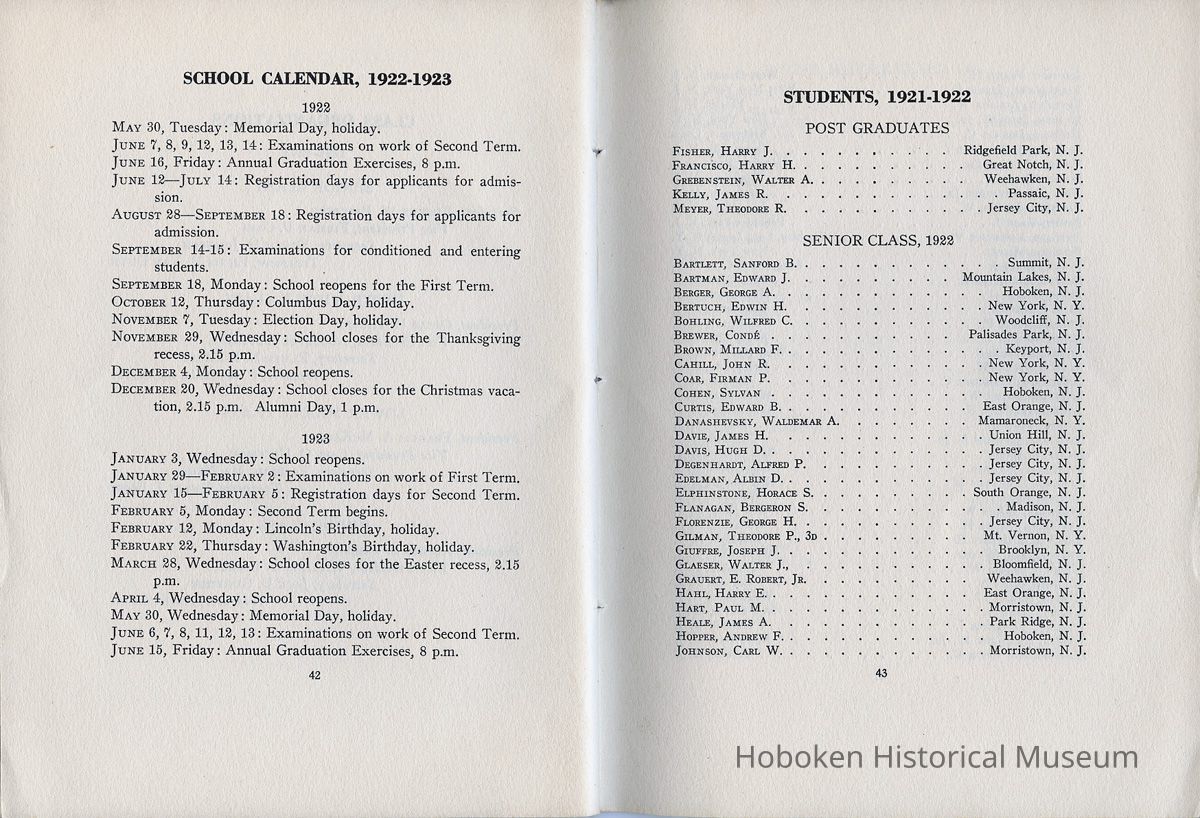 SCHOOL CALENDAR, 1922-1923
1922
MAY 30, Tuesday: Memorial Day, holiday.
JUNE 7, 8, 9, 12, 13, 14: Examinations on work of Second Term.
JUNE 16, Friday: Annual Graduation Exercises, 8 p.m.
JUNE 12—JULY 14: Registration days for applicants for admis-
sion.
AUGUST 28—SEPTEMBER 18: Registration days for applicants for
admission.
SEPTEMBER 14-15: Examinations for conditioned and entering
students.
SEPTEMBER 18, Monday: School reopens for the First Term.
OCTOBER 12, Thursday: Columbus Day, holiday.
NOVEMBER 7, Tuesday: Election Day, holiday.
NOVEMBER 29, Wednesday: School closes for the Thanksgiving
recess, 2.15 p.m.
DECEMBER 4, Monday: School reopens.
DECEMBER 20, Wednesday: School closes for the Christmas vaca-
tion, 2.15 p.m. Alumni Day, 1 p.m.
1923
JANUARY 3, Wednesday: School reopens.
JANUARY 29—FEBRUARY 2: Examinations on work of First Term.
JANUARY 15—FEBRUARY 5: Registration days for Second Term.
FEBRUARY 5, Monday: Second Term begins.
FEBRUARY 12, Monday: Lincoln's Birthday, holiday.
FEBRUARY 22, Thursday: Washington's Birthday, holiday.
MARCH 28, Wednesday: School closes for the Easter recess, 2.15
p.m.
APRIL 4, Wednesday: School reopens.
MAY 30, Wednesday: Memorial Day, holiday.
JUNE 6, 7, 8, 11, 12, 13: Examinations on work of Second Term.
JUNE 15, Friday: Annual Graduation Exercises, 8 p.m.
42
STUDENTS, 1921-1922
POST GRADUATES
FISHER, HARRY J. . . . . . . . . . . Ridgefield Park, N. J.
FRANCISCO, HARRY H. . . . . . . . . . . Great Notch, N. J.
GREBENSTEIN, WALTER A. . . . . . . . . . Weehawken, N. J.
KELLY, JAMES R. . . . . . . . . . . . Passaic, N. J.
MEYER, THEODORE R. . . . . . . . . . . Jersey City, N. J.
SENIOR CLASS, 1922
BARTLETT, SANFORD B. . . . . . . . . . . . Summit, N. J.
BARTMAN, EDWARD J. . . . . . . . . . Mountain Lakes, N. J.
BERGER, GEORGE A. . . . . . . . . . . . Hoboken, N. J.
BERTUCH, EDWIN H. . . . . . . . . . . New York, N. Y.
BOHLING, WILFRED C. . . . . . . . . . . Woodcliff, N. J.
BREWER, CONDÉ . . . . . . . . . . Palisades Park, N. J.
BROWN, MILLARD F. . . . . . . . . . . . Keyport, N. J.
CAHILL, JOHN R. . . . . . . . . . . . New York, N. Y.
COAR, FIRMAN P. . . . . . . . . . . . New York, N. Y.
COHEN, SYLVAN . . . . . . . . . . . . Hoboken, N. J.
CURTIS, EDWARD B. . . . . . . . . . . East Orange, N. J.
DANASHEVSKY, WALDEMAR A. . . . . . . . Mamaroneck, N. Y.
DAVIE, JAMES H. . . . . . . . . . . . Union Hill, N. J.
DAVIS, HUGH D. . . . . . . . . . . . Jersey City, N. J.
DEGENHARDT, ALFRED P. . . . . . . . . . Jersey City, N. J.
EDELMAN, ALBIN D. . . . . . . . . . . Jersey City, N. J.
ELPHINSTONE, HORACE S. . . . . . . . . South Orange, N. J.
FLANAGAN, BERGERON S. . . . . . . . . . . Madison, N. J.
FLORENZIE, GEORGE H. . . . . . . . . . Jersey City, N. J.
GILMAN, THEODORE P., 3D . . . . . . . . . Mt. Vernon, N. Y.
GIUFFRE, JOSEPH J. . . . . . . . . . . Brooklyn, N. Y.
GLAESER, WALTER J., . . . . . . . . . . Bloomfield, N. J.
GRAUERT, E. ROBERT, JR. . . . . . . . . . Weehawken, N. J.
HAHL, HARRY E. . . . . . . . . . . . East Orange, N. J.
HART, PAUL M. . . . . . . . . . . . . Morristown, N. J.
HEALE, JAMES A. . . . . . . . . . . . Park Ridge, N. J.
HOPPER, ANDREW F. . . . . . . . . . . . Hoboken, N. J.
JOHNSON, CARL W. . . . . . . . . . . . Morristown, N. J.
43
Hoboken Historical Museum